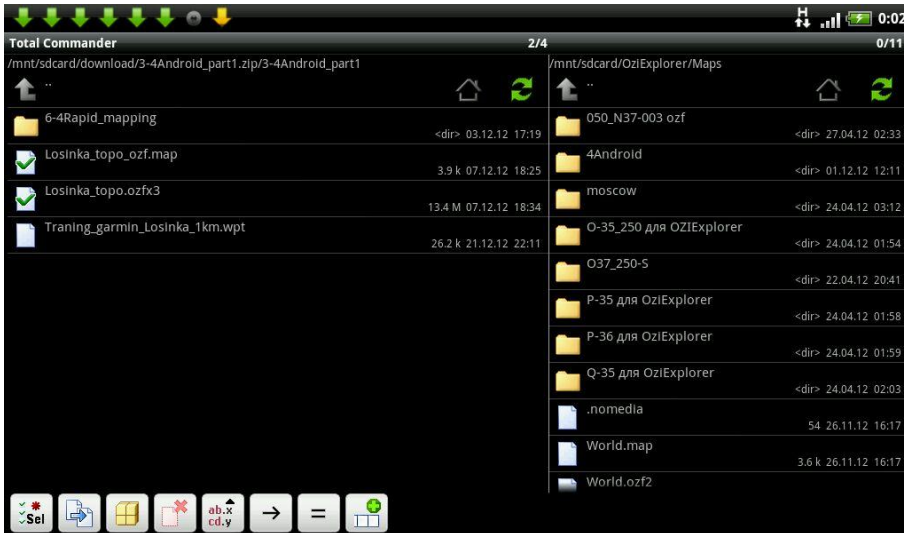 H
0:02
Total Commander
2/4
0/11
/mnt/sdcard/download/3-4Android_part1.zip/3-4Android_part1
..
6-4Rapid_mapping
<dir> 03.12.12 17:19
Losinka_topo_ozf.map
3.9 k 07.12.12 18:25
Losinka_topo.ozfx3
13.4 M 07.12.12 18:34
Traning_garmin_Losinka_1km.wpt
26.2 k 21.12.12 22:11
/mnt/sdcard/OziExplorer/Maps
..
050_N37-003 ozf
<dir> 27.04.12 02:33
4Android
<dir> 01.12.12 12:11
moscow
<dir> 24.04.12 03:12
O-35_250 для OZIExplorer
<dir> 24.04.12 01:54
O37_250-S
<dir> 22.04.12 20:41
P-35 для OziExplorer
<dir> 24.04.12 01:58
P-36 для OziExplorer
<dir> 24.04.12 01:59
Q-35 для OziExplorer
<dir> 24.04.12 02:03
.nomedia
54 26.11.12 16:17
World.map
3.6 k 26.11.12 16:17
World.ozf2
Sel
ab.x
cd.y
→
=